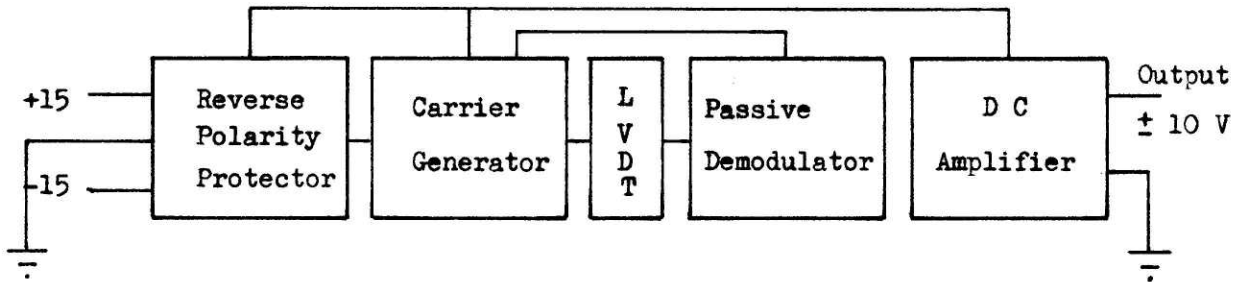 +15
-15
Reverse
Polarity
Protector
Carrier
Generator
L
V
D
T
Passive
Demodulator
D C
Amplifier
Output
± 10 V